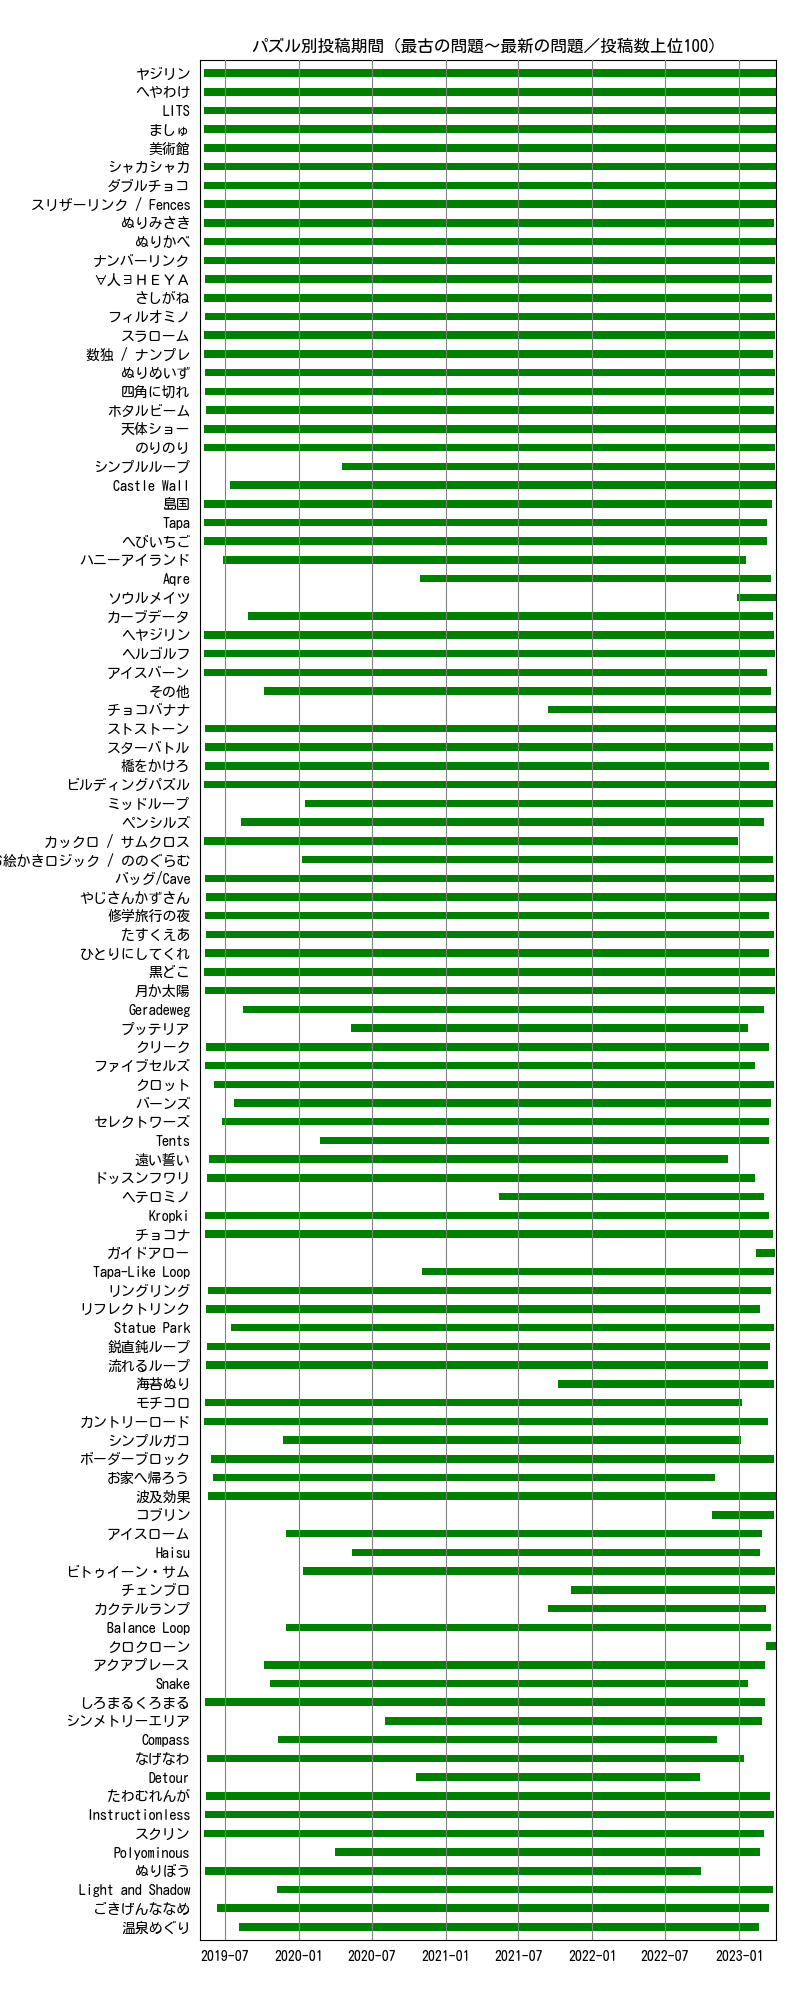 パズル別投稿期間（最古の問題～最新の問題／投稿数上位100）
ヤジリン
へやわけ
LITS
ましゅ
美術館
シャカシャカ
ダブルチョコ
スリザーリンク / Fences
ぬりみさき
ぬりかべ
ナンバーリンク
∀人∃ＨＥＹＡ
さしがね
フィルオミノ
スラローム
数独 / ナンプレ
ぬりめいず
四角に切れ
ホタルビーム
天体ショー
のりのり
シンプルループ
Castle Wall
島国
Tapa
へびいちご
ハニーアイランド
Aqre
ソウルメイツ
カーブデータ
ヘヤジリン
ヘルゴルフ
アイスバーン
その他
チョコバナナ
ストストーン
スターバトル
橋をかけろ
ビルディングパズル
ミッドループ
ペンシルズ
カックロ / サムクロス
絵かきロジック / ののぐらむ
バッグ/Cave
やじさんかずさん
修学旅行の夜
たすくえあ
ひとりにしてくれ
黒どこ
月か太陽
Geradeweg
プッテリア
クリーク
ファイブセルズ
クロット
バーンズ
セレクトワーズ
Tents
遠い誓い
ドッスンフワリ
ヘテロミノ
Kropki
チョコナ
ガイドアロー
Tapa-Like Loop
リングリング
リフレクトリンク
Statue Park
鋭直鈍ループ
流れるループ
海苔ぬり
モチコロ
カントリーロード
シンプルガコ
ボーダーブロック
お家へ帰ろう
波及効果
コブリン
アイスローム
Haisu
ビトゥイーン・サム
チェンブロ
カクテルランプ
Balance Loop
クロクローン
アクアプレース
Snake
しろまるくろまる
シンメトリーエリア
Compass
なげなわ
Detour
たわむれんが
Instructionless
スクリン
Polyominous
ぬりぼう
Light and Shadow
ごきげんななめ
温泉めぐり
2019-07 2020-01 2020-07 2021-01 2021-07 2022-01 2022-07 2023-01